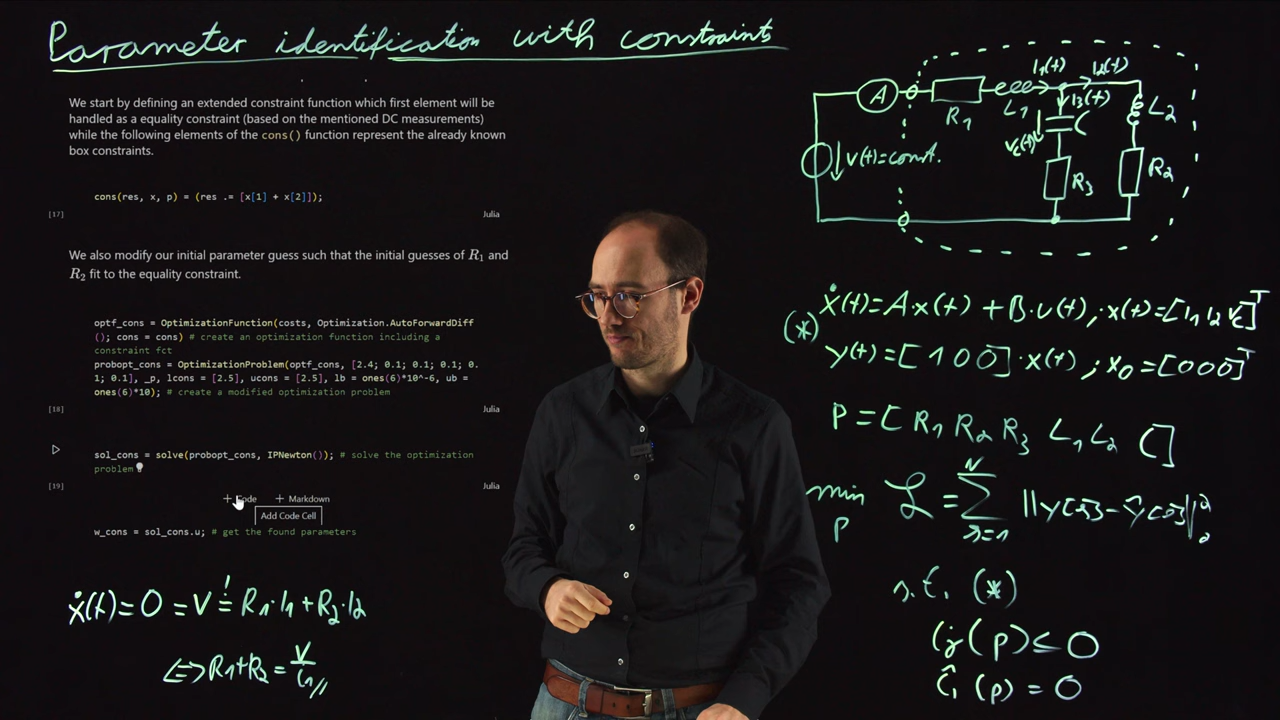 Parameter identification with constraints
We start by defining an extended constraint function which first element will be
handled as a equality constraint (based on the mentioned DC measurements)
while the following elements of the cons() function represent the already known
box constraints.
cons(res, x, p) = (res .= [x[1] + x[2]]);
[17]
Julia
We also modify our initial parameter guess such that the initial guesses of R₁ and
R₂ fit to the equality constraint.
optf_cons = OptimizationFunction(costs, Optimization.AutoForwardDiff
(); cons = cons) # create an optimization function including a
constraint fct
probopt_cons = OptimizationProblem(optf_cons, [2.4; 0.1; 0.1; 0.1; 0.
1; 0.1], _p, lcons = [2.5], ucons = [2.5], lb = ones(6)*10^-6, ub =
ones(6)*10); # create a modified optimization problem
[18]
Julia
sol_cons = solve(probopt_cons, IPNewton()); # solve the optimization
problem
[19]
Julia
+ Code + Markdown
Add Code Cell
w_cons = sol_cons.u; # get the found parameters
ẋ(t) = 0 = V =! R₁·i₁ + R₂·i₂
⇔ R₁+R₂ = V/i₁
A
R₁
L₁
i₁(t)
i₂(t)
i₃(t)
L₂
v_c(t)
C
v(t)=const.
R₃
R₂
(*)
ẋ(t)=A·x(t) + B·u(t), x(t)=[i₁ i₂ v_c]ᵀ
y(t)=[1 0 0]·x(t) ; x₀=[0 0 0]ᵀ
P=[R₁ R₂ R₃ L₁ L₂ C]
min P ℒ = Σ N ||y[k]-ŷ[k]||²₂
s.t. (*)